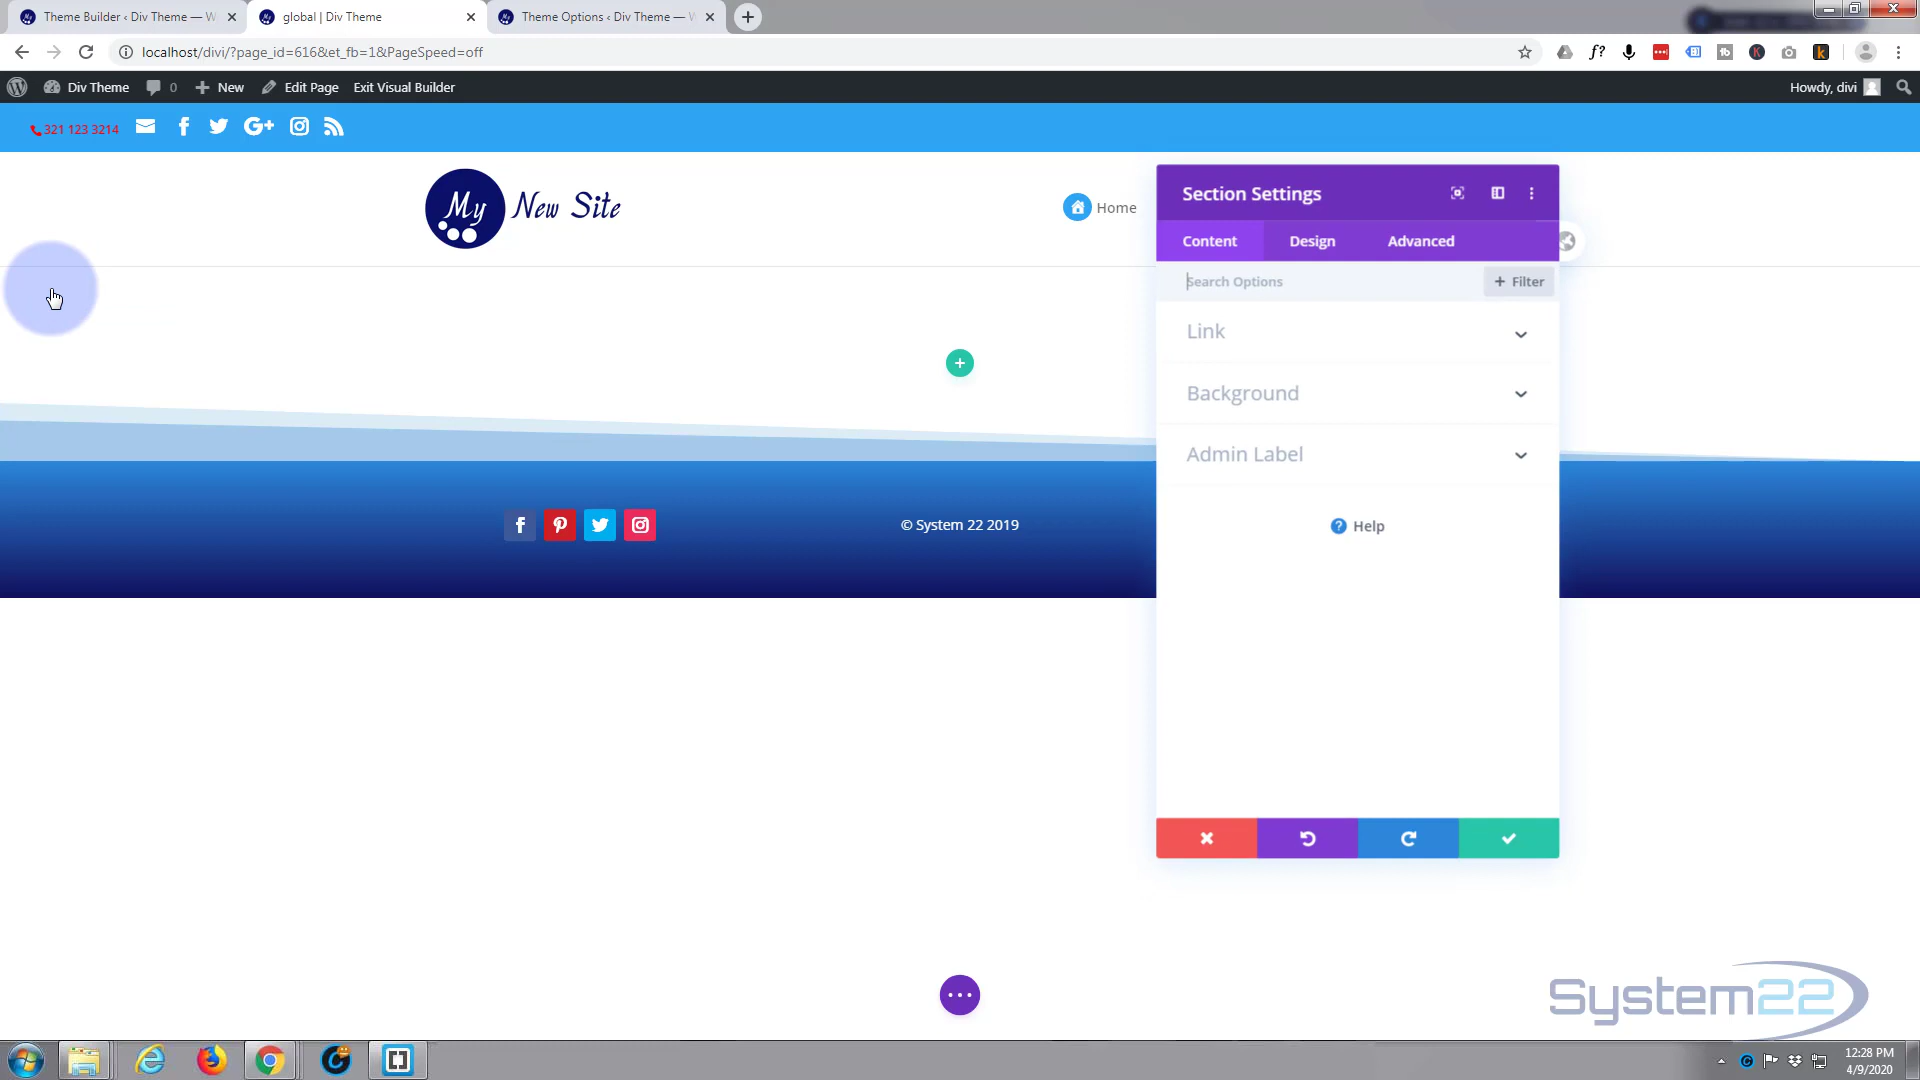 Theme Builder ‹ Div Theme — W
global | Div Theme
Theme Options ‹ Div Theme — W
localhost/divi/?page_id=616&et_fb=1&PageSpeed=off
Div Theme
0
New
Edit Page
Exit Visual Builder
Howdy, divi
321 123 3214
My New Site
Home
Section Settings
Content
Design
Advanced
Search Options
+ Filter
Link
Background
Admin Label
Help
© System 22 2019
System22
12:28 PM
4/9/2020